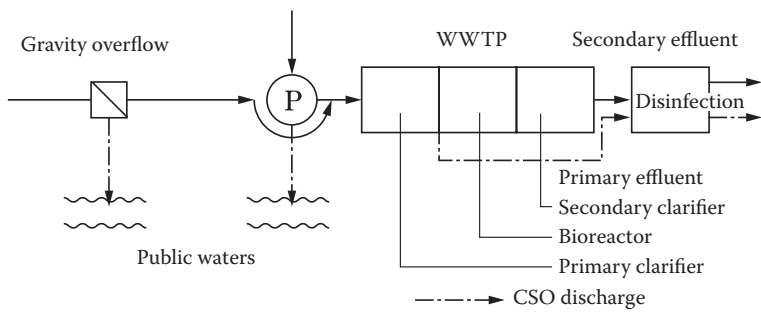 Gravity overflow
WWTP
Secondary effluent
P
Disinfection
Primary effluent
Secondary clarifier
Bioreactor
Public waters
Primary clarifier
CSO discharge